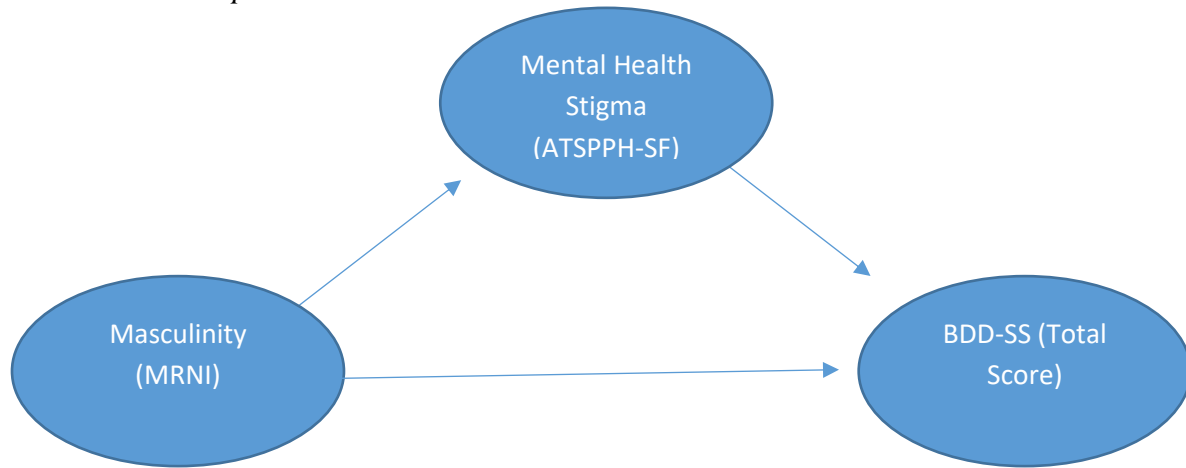 Mental Health
Stigma
(ATSPPH-SF)
Masculinity
(MRNI)
BDD-SS (Total
Score)